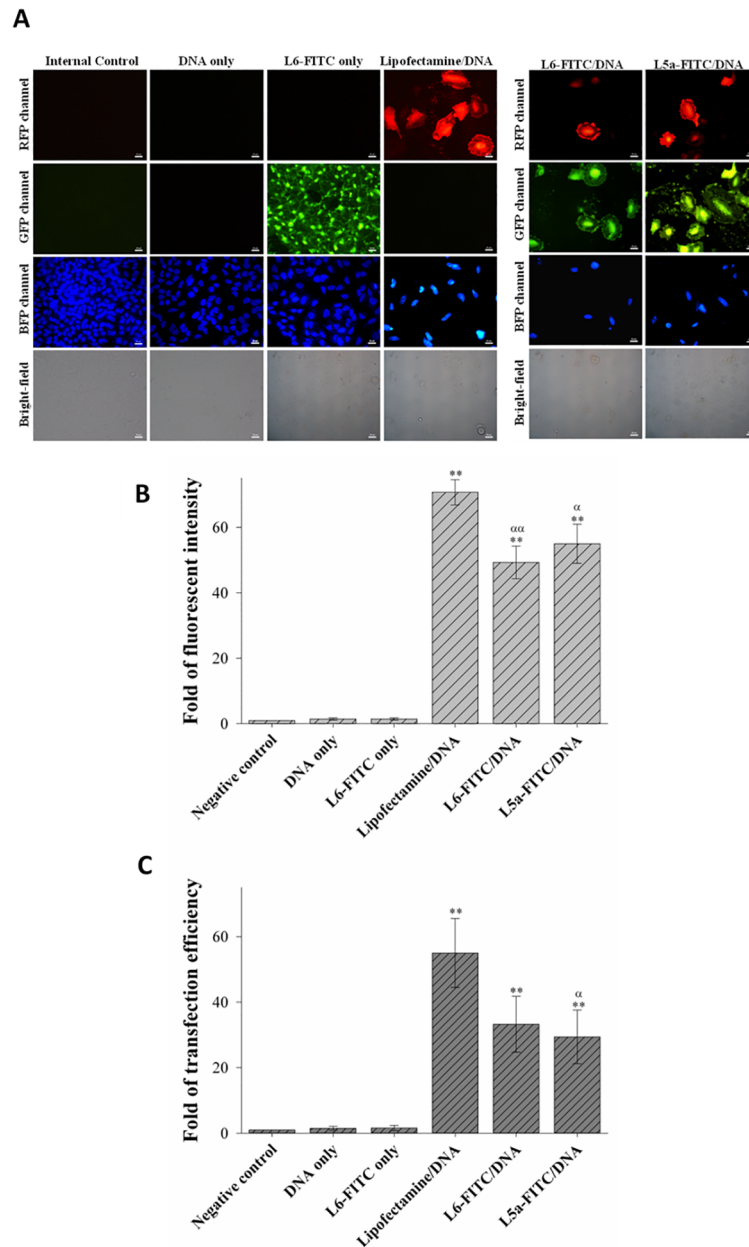 A
Internal Control DNA only L6-FITC only Lipofectamine/DNA L6-FITC/DNA L5a-FITC/DNA
RFP channel RFP channel
GFP channel GFP channel
BFP channel BFP channel
Bright-field Bright-field
B
Fold of fluorescent intensity
60
40
20
0
**
αα
**
α
**
Negative control
DNA only
L6-FITC only
Lipofectamine/DNA
L6-FITC/DNA
L5a-FITC/DNA
C
Fold of transfection efficiency
60
40
20
0
**
**
α
**
Negative control
DNA only
L6-FITC only
Lipofectamine/DNA
L6-FITC/DNA
L5a-FITC/DNA